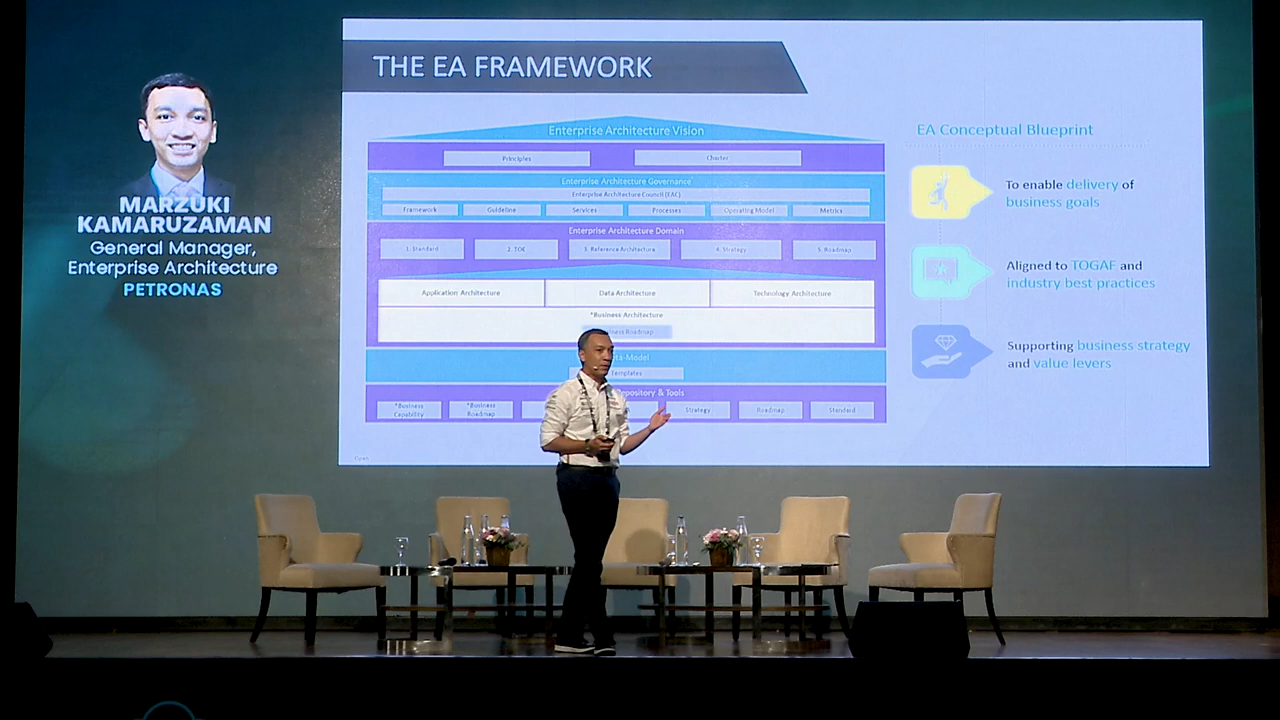 MARZUKI
KAMARUZAMAN
General Manager,
Enterprise Architecture
PETRONAS
THE EA FRAMEWORK
Enterprise Architecture Vision
Principles
Charter
Enterprise Architecture Governance
Enterprise Architecture Council (EAC)
Framework
Guideline
Services
Processes
Operating Model
Metrics
Enterprise Architecture Domain
1. Standard
2. TOE
3. Reference Architecture
4. Strategy
5. Roadmap
Application Architecture
Data Architecture
Technology Architecture
*Business Architecture
Roadmap
-Model
Templates
Repository & Tools
*Business
Capability
*Business
Roadmap
Strategy
Roadmap
Standard
EA Conceptual Blueprint
To enable delivery of
business goals
Aligned to TOGAF and
industry best practices
Supporting business strategy
and value levers